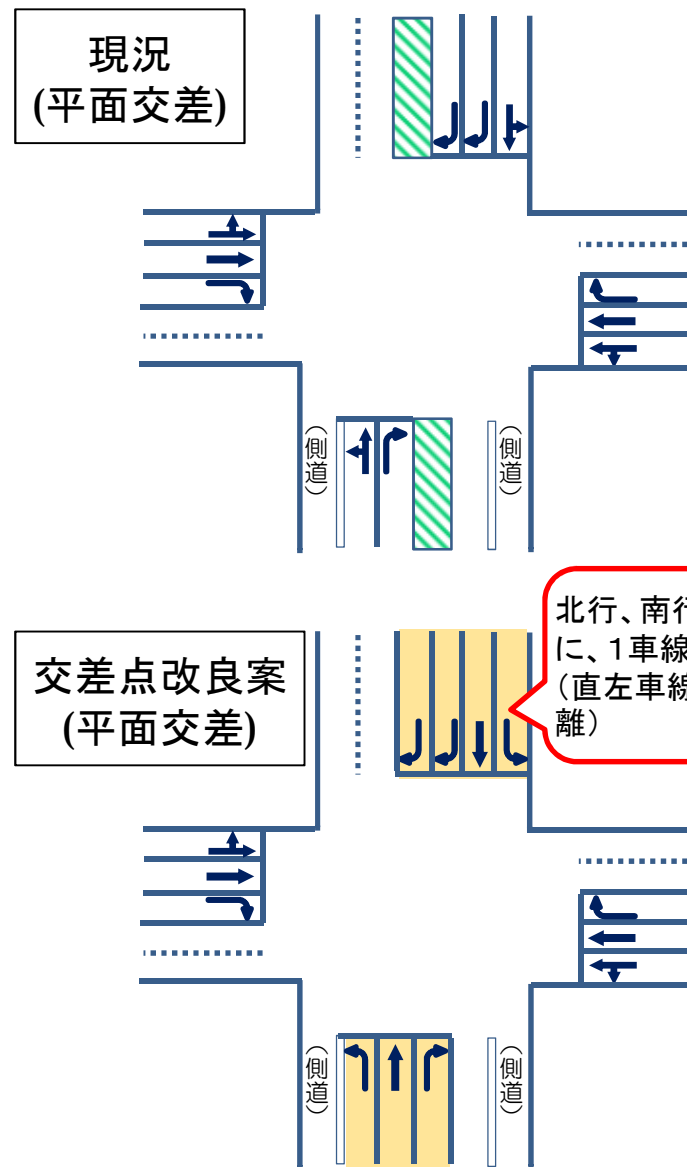 現況
(平面交差)
(側道)
(側道)
北行、南行
に、1車線
(直左車線
離)
交差点改良案
(平面交差)
(側道)
(側道)